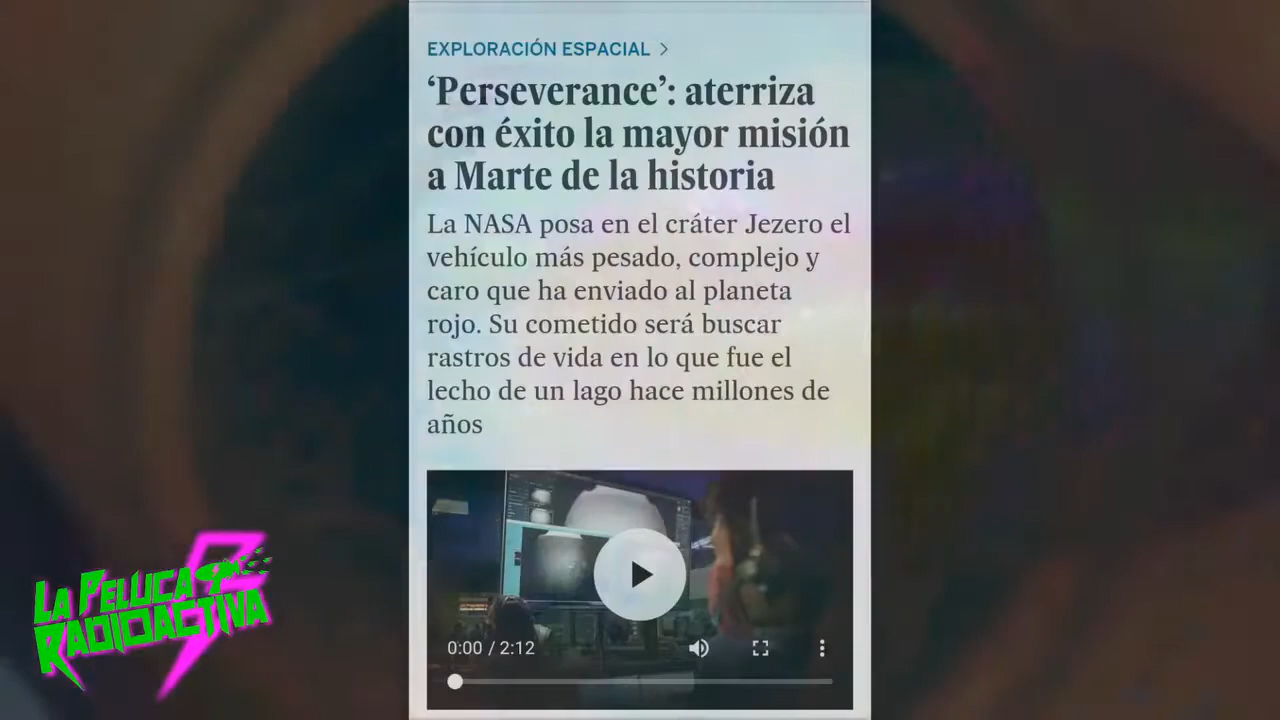 EXPLORACIÓN ESPACIAL >
‘Perseverance’: aterriza
con éxito la mayor misión
a Marte de la historia
La NASA posa en el cráter Jezero el
vehículo más pesado, complejo y
caro que ha enviado al planeta
rojo. Su cometido será buscar
rastros de vida en lo que fue el
lecho de un lago hace millones de
años
0:00 / 2:12
LA PELUCA
RADIOACTIVA